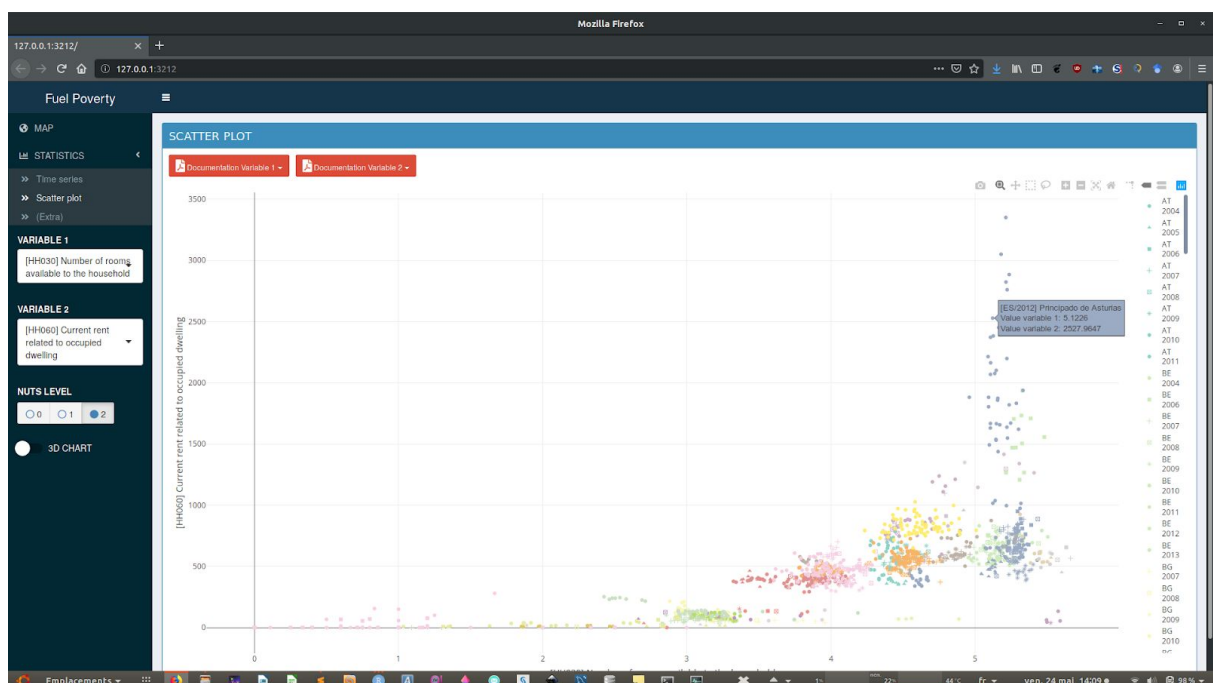 Mozilla Firefox
127.0.0.1:3212/
127.0.0.1:3212
Fuel Poverty
MAP
STATISTICS
Time series
Scatter plot
(Extra)
VARIABLE 1
[HH030] Number of rooms
available to the household
VARIABLE 2
[HH060] Current rent
related to occupied
dwelling
NUTS LEVEL
0 1 2
3D CHART
SCATTER PLOT
Documentation Variable 1
Documentation Variable 2
[HH060] Current rent related to occupied dwelling
3500
3000
2500
2000
1500
1000
500
0
0 1 2 3 4 5
[ES/2012] Principado de Asturias
Value variable 1: 5.1226
Value variable 2: 2527.9647
AT
2004
AT
2005
AT
2006
AT
2007
AT
2008
AT
2009
AT
2010
AT
2011
BE
2004
BE
2006
BE
2007
BE
2008
BE
2009
BE
2010
BE
2011
BE
2012
BE
2013
BG
2007
BG
2008
BG
2009
BG
2010
Emplacements
22%
44°C
fr
ven. 24 mai, 14:09
98%